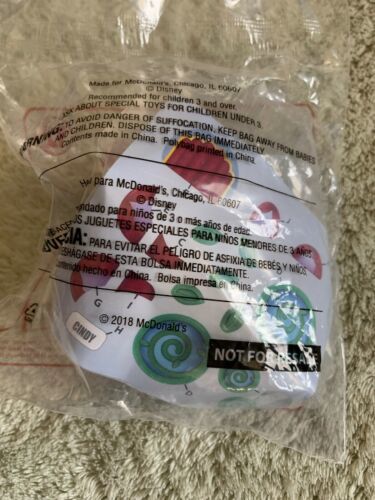 Made for McDonald's, Chicago, IL 60607
© Disney
Recommended for children 3 and over.
ASK ABOUT SPECIAL TOYS FOR CHILDREN UNDER 3.
WARNING: TO AVOID DANGER OF SUFFOCATION, KEEP BAG AWAY FROM BABIES
AND CHILDREN. DISPOSE OF THIS BAG IMMEDIATELY
Contents made in China. Polybag printed in China.
para McDonald's, Chicago, IL 60607
© Disney
para niños de 3 o más años de edad.
JUGUETES ESPECIALES PARA NIÑOS MENORES DE 3 AÑOS
PARA EVITAR EL PELIGRO DE ASFIXIA DE BEBÉS Y NIÑOS
DESHÁGASE DE ESTA BOLSA INMEDIATAMENTE.
hecho en China. Bolsa impresa en China.
G
I
H
© 2018 McDonald's
CINDY
NOT FOR RESALE
D